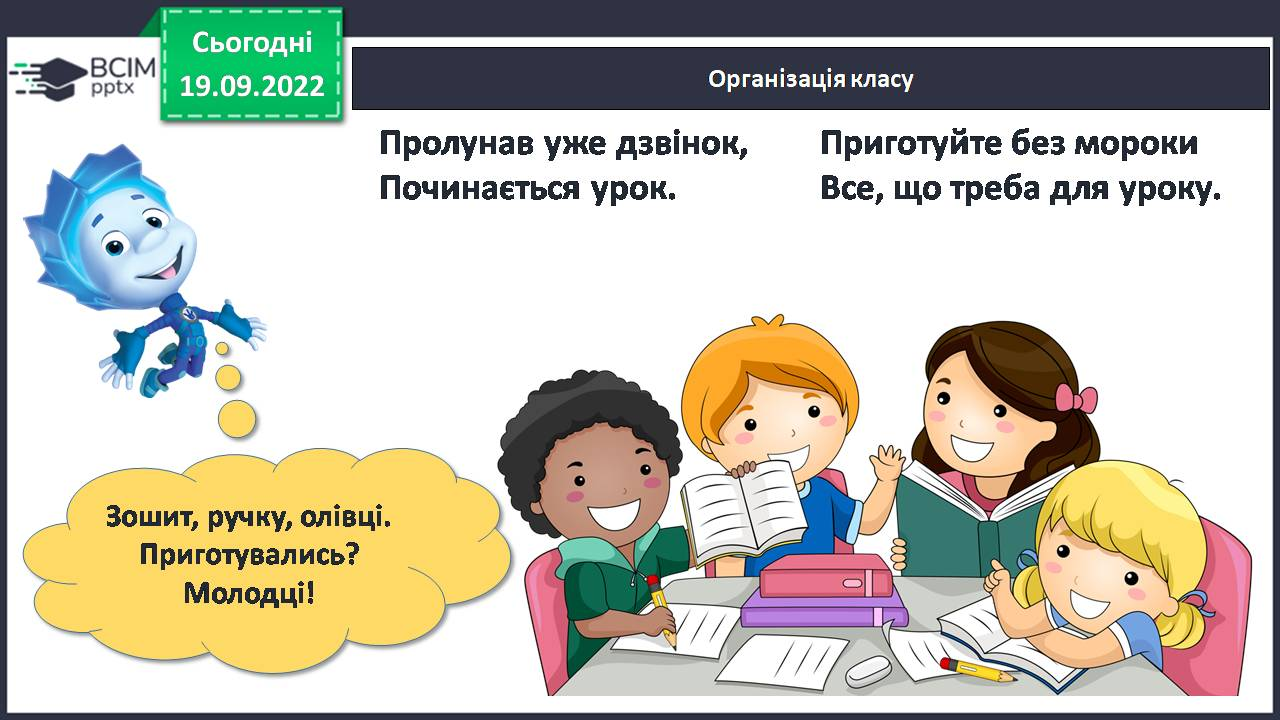 Сьогодні
19.09.2022
ВСІМ
pptx
Організація класу
Пролунав уже дзвінок,
Починається урок.
Приготуйте без мороки
Все, що треба для уроку.
Зошит, ручку, олівці.
Приготувались?
Молодці!